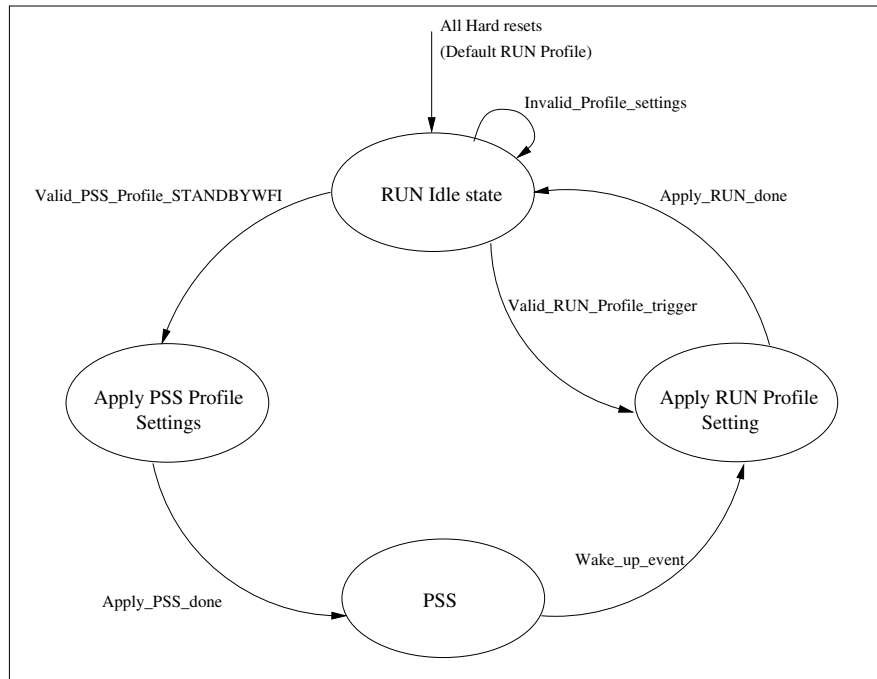 All Hard resets
(Default RUN Profile)
Invalid_Profile_settings
RUN Idle state
Valid_PSS_Profile_STANDBYWFI
Apply_RUN_done
Valid_RUN_Profile_trigger
Apply PSS Profile
Settings
Apply RUN Profile
Setting
Wake_up_event
Apply_PSS_done
PSS